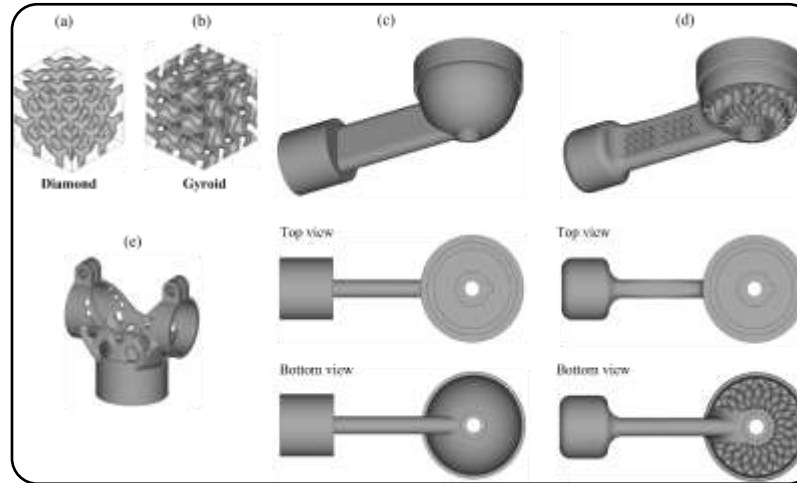 (a)
(b)
(c)
(d)
Diamond
Gyroid
(e)
Top view
Top view
Bottom view
Bottom view